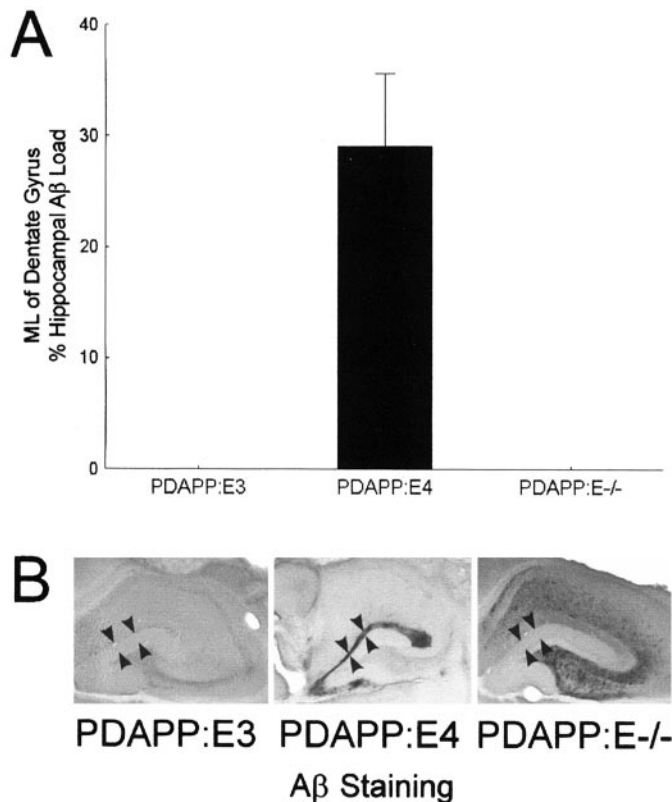 A
ML of Dentate Gyrus
% Hippocampal Aβ Load
40
30
20
10
0
PDAPP:E3 PDAPP:E4 PDAPP:E-/-
B
PDAPP:E3 PDAPP:E4 PDAPP:E-/-
Aβ Staining